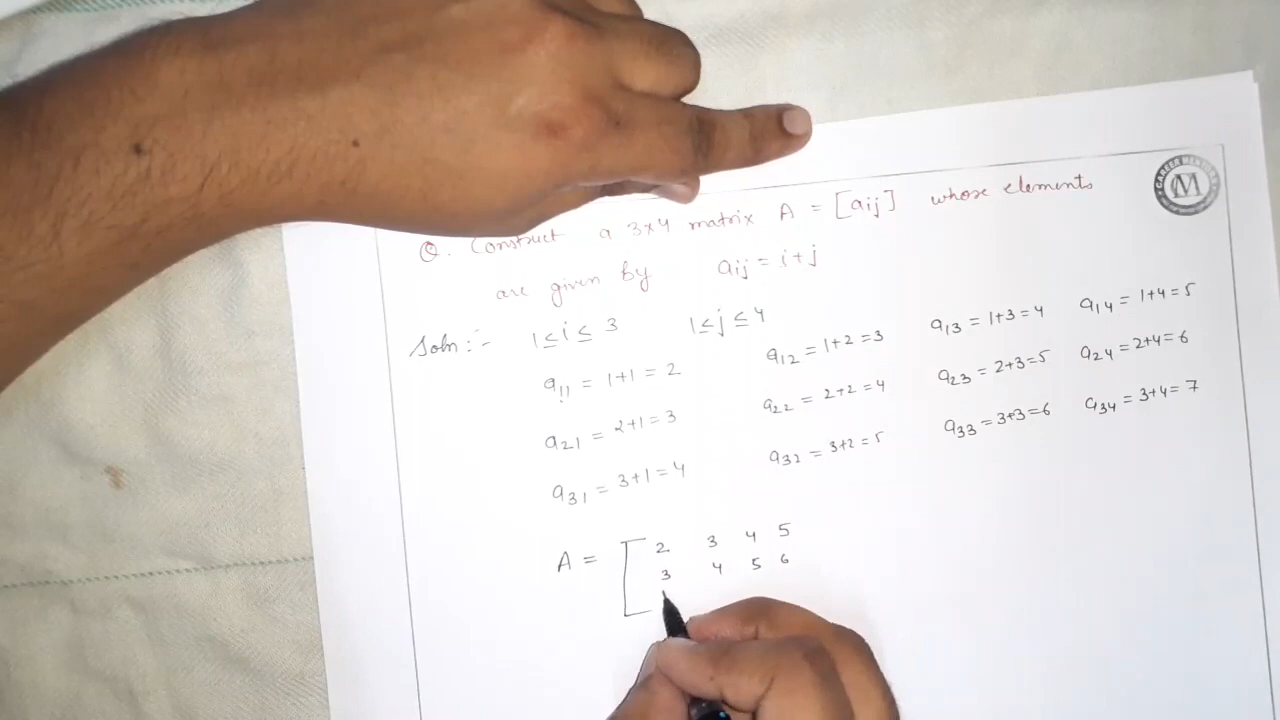 Q. Construct a 3x4 matrix A = [aij] whose elements
are given by aij = i+j
Soln :- 1 ≤ i ≤ 3 1 ≤ j ≤ 4
a11 = 1+1 = 2 a12 = 1+2 = 3 a13 = 1+3 = 4 a14 = 1+4 = 5
a21 = 2+1 = 3 a22 = 2+2 = 4 a23 = 2+3 = 5 a24 = 2+4 = 6
a31 = 3+1 = 4 a32 = 3+2 = 5 a33 = 3+3 = 6 a34 = 3+4 = 7
A = [ 2 3 4 5
3 4 5 6
CAREER
M